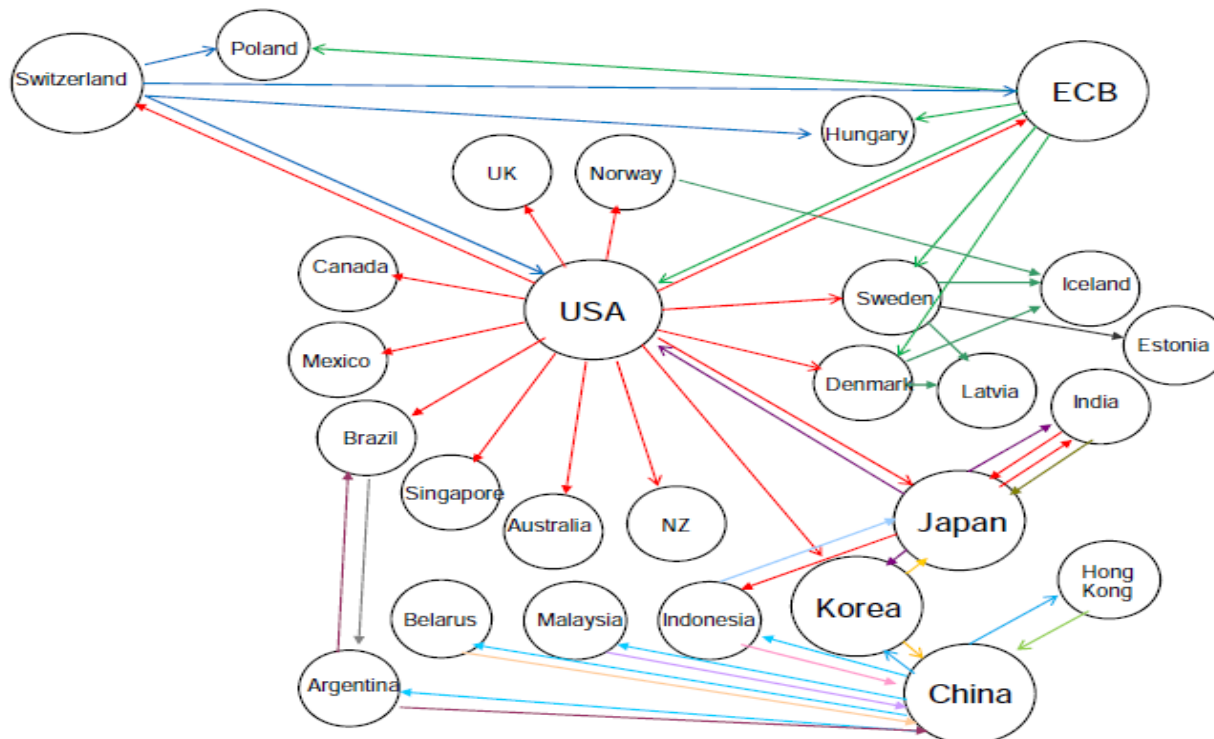 Poland
Switzerland
ECB
Hungary
UK
Norway
Canada
USA
Sweden
Iceland
Mexico
Estonia
Denmark
Latvia
India
Brazil
Singapore
Australia
NZ
Japan
Hong
Kong
Belarus
Malaysia
Indonesia
Korea
Argentina
China